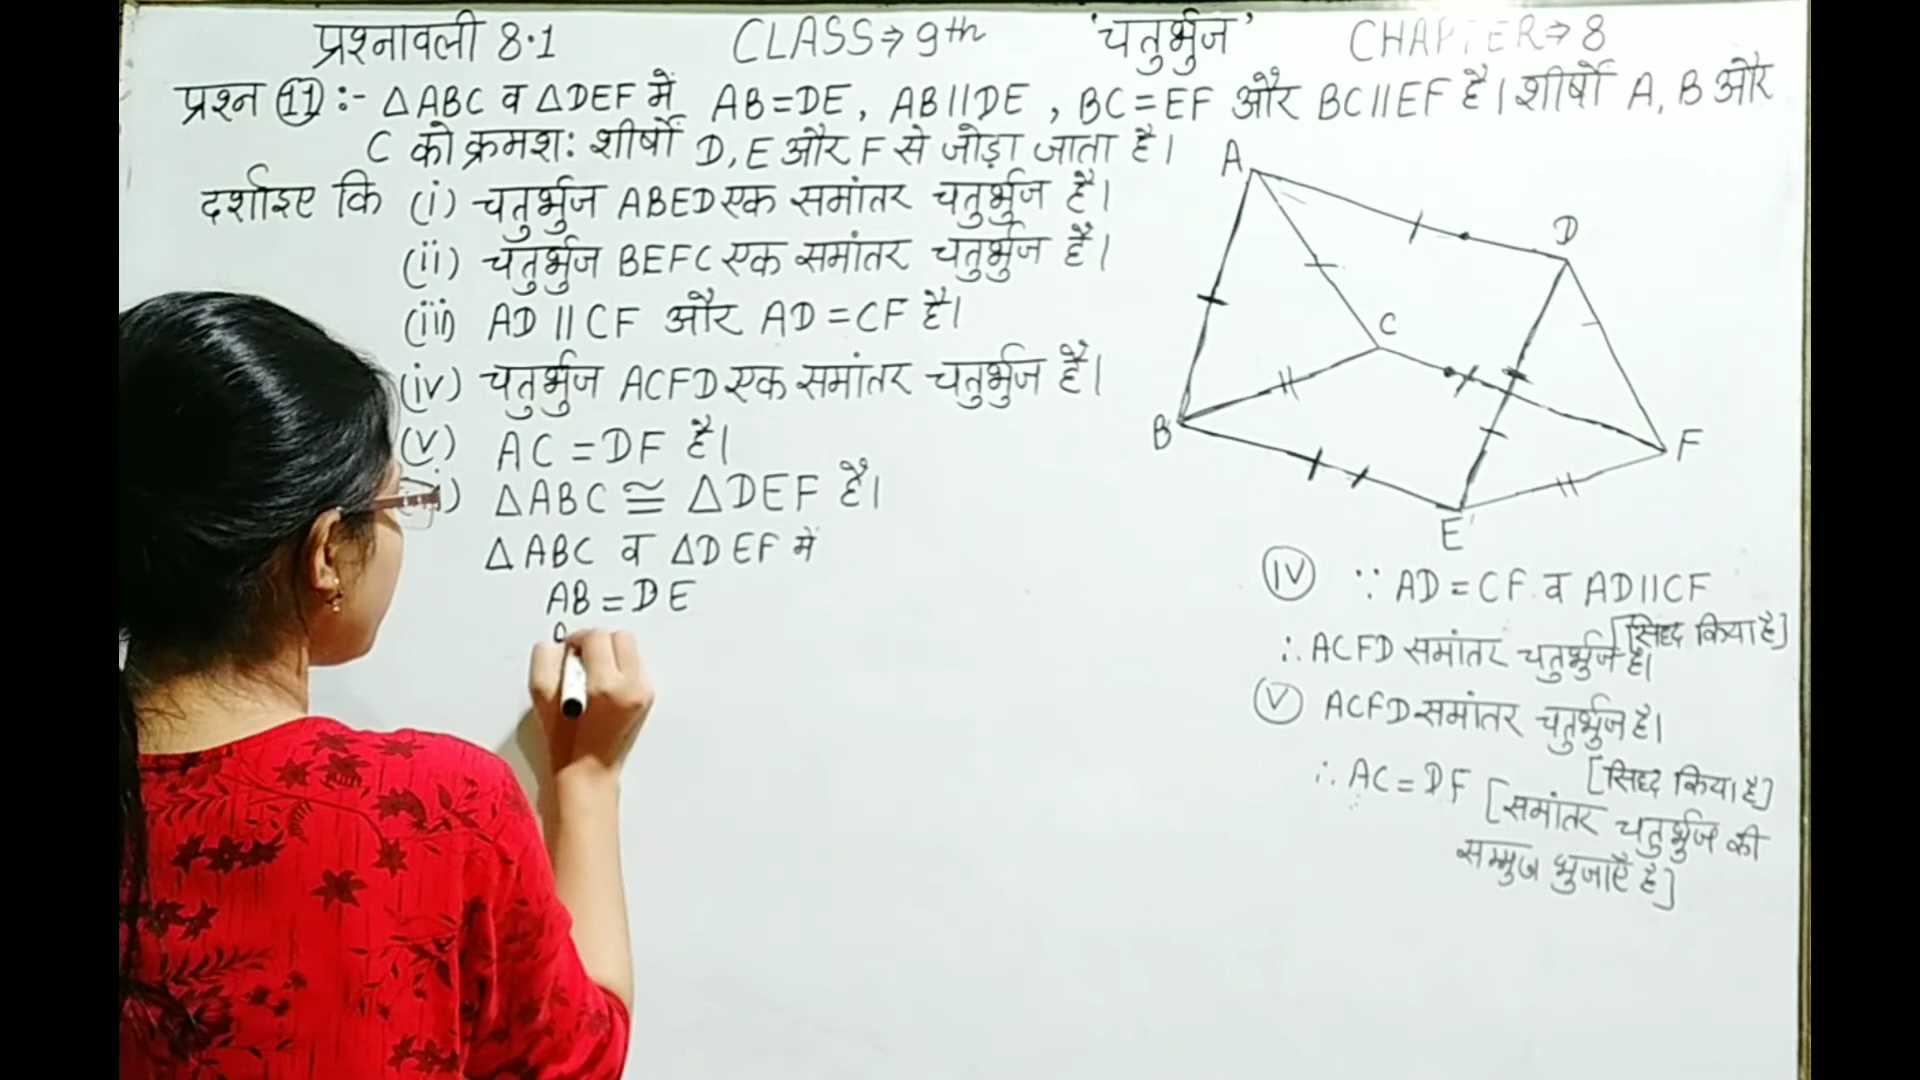 प्रश्नावली 8.1 CLASS⇒9th 'चतुर्भुज' CHAPTER⇒8
प्रश्न (11) :- △ABC व △DEF में AB=DE, AB||DE, BC=EF और BC||EF है। शीर्षों A, B और
C को क्रमशः शीर्षों D, E और F से जोड़ा जाता है।
दर्शाइए कि (i) चतुर्भुज ABED एक समांतर चतुर्भुज है।
(ii) चतुर्भुज BEFC एक समांतर चतुर्भुज है।
(iii) AD || CF और AD = CF है।
(iv) चतुर्भुज ACFD एक समांतर चतुर्भुज है।
(v) AC = DF है।
△ABC ≅ △DEF है।
△ABC व △DEF में
AB = DE
A
D
C
B
F
E
(IV) ∵ AD = CF व AD||CF
[सिद्ध किया है]
∴ ACFD समांतर चतुर्भुज है।
(V) ACFD समांतर चतुर्भुज है।
[सिद्ध किया है]
∴ AC = DF [समांतर चतुर्भुज की
सम्मुख भुजाएँ है]